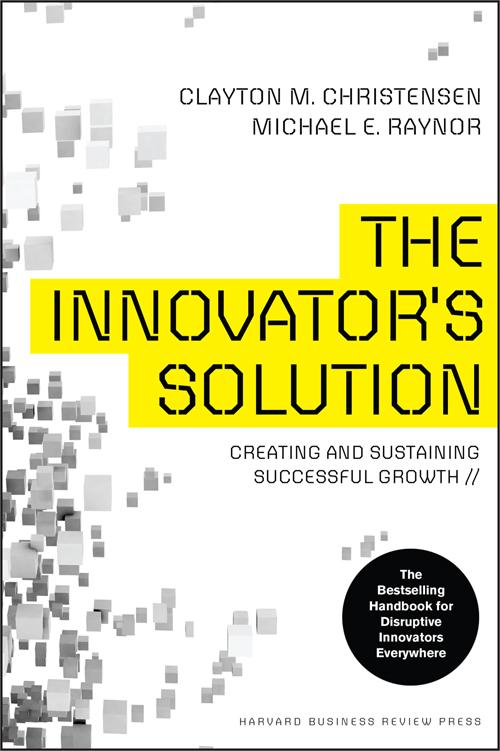 CLAYTON M. CHRISTENSEN
MICHAEL E. RAYNOR
THE
INNOVATOR'S
SOLUTION
CREATING AND SUSTAINING
SUCCESSFUL GROWTH //
The
Bestselling
Handbook for
Disruptive
Innovators
Everywhere
HARVARD BUSINESS REVIEW PRESS